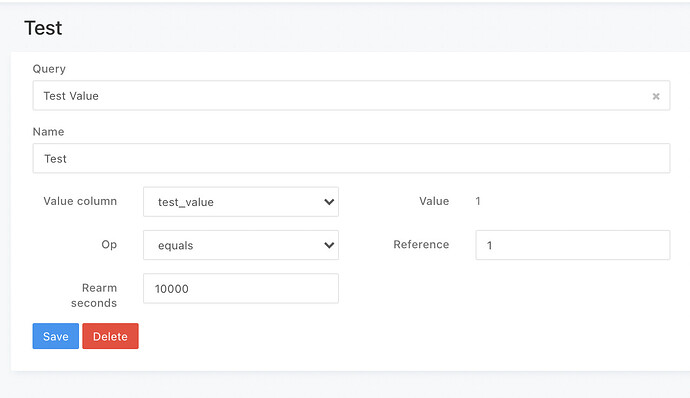 Test
Query
Test Value ×
Name
Test
Value column test_value Value 1
Op equals Reference 1
Rearm seconds 10000
Save Delete